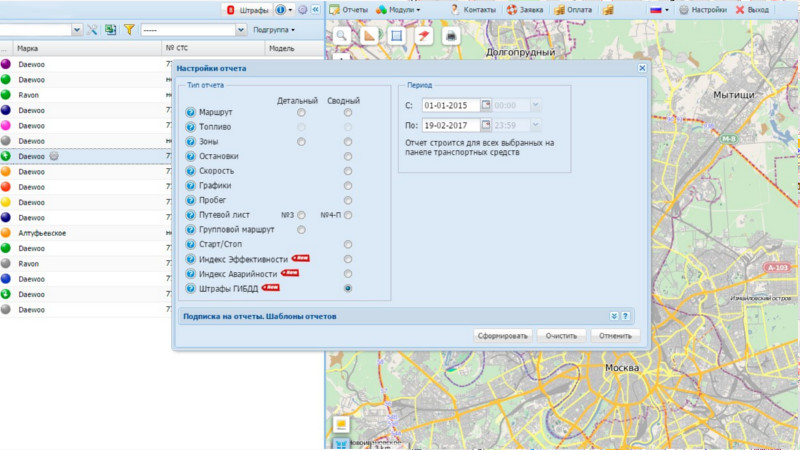 Штрафы
Отчеты Модули Контакты Заявка Оплата Настройки Выход
----- Подгруппа
... Марка № СТС Модель
Daewoo
Daewoo
Ravon
Daewoo
Daewoo
Daewoo
Daewoo
Daewoo
Daewoo
Daewoo
Daewoo
Алтуфьевское
Daewoo
Ravon
Daewoo
Daewoo
Daewoo
Настройки отчета
Тип отчета
Детальный Сводный
Маршрут
Топливо
Зоны
Остановки
Скорость
Графики
Пробег
Путевой лист №3 №4-П
Групповой маршрут
Старт/Стоп
Индекс Эффективности New
Индекс Аварийности New
Штрафы ГИБДД New
Период
С: 01-01-2015 00:00
По: 19-02-2017 23:59
Отчет строится для всех выбранных на
панеле транспортных средств
Подписка на отчеты. Шаблоны отчетов
Сформировать Очистить Отменить
Долгопрудный
Мытищи
М-8
А-103
Измайловский остров
Москва